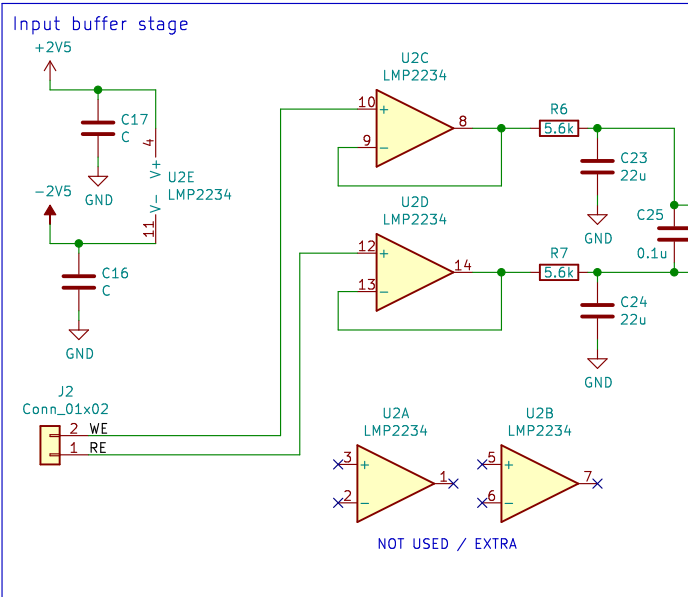 Input buffer stage
+2V5
C17
C
GND
4
V+
U2E
LMP2234
V-
11
-2V5
C16
C
GND
J2
Conn_01x02
2 WE
1 RE
U2C
LMP2234
10
+
9
-
8
R6
5.6k
C23
22u
GND
C25
0.1u
U2D
LMP2234
12
+
13
-
14
R7
5.6k
C24
22u
GND
U2A
LMP2234
3
+
2
-
1
U2B
LMP2234
5
+
6
-
7
NOT USED / EXTRA